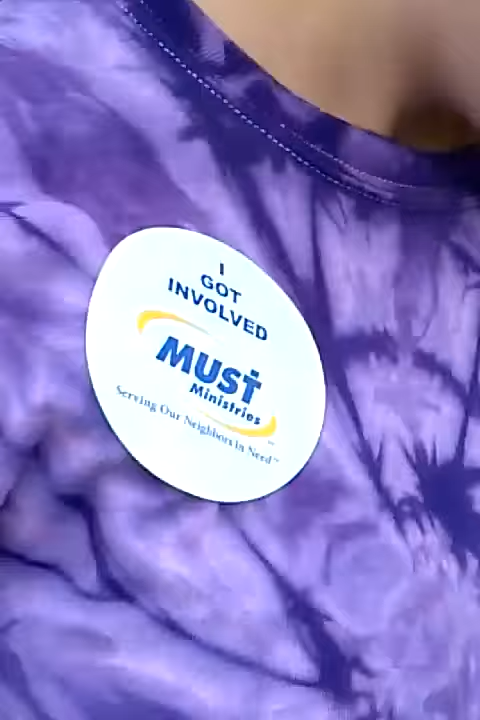 I
GOT
INVOLVED
MUST
Ministries
Serving Our Neighbors in Need™